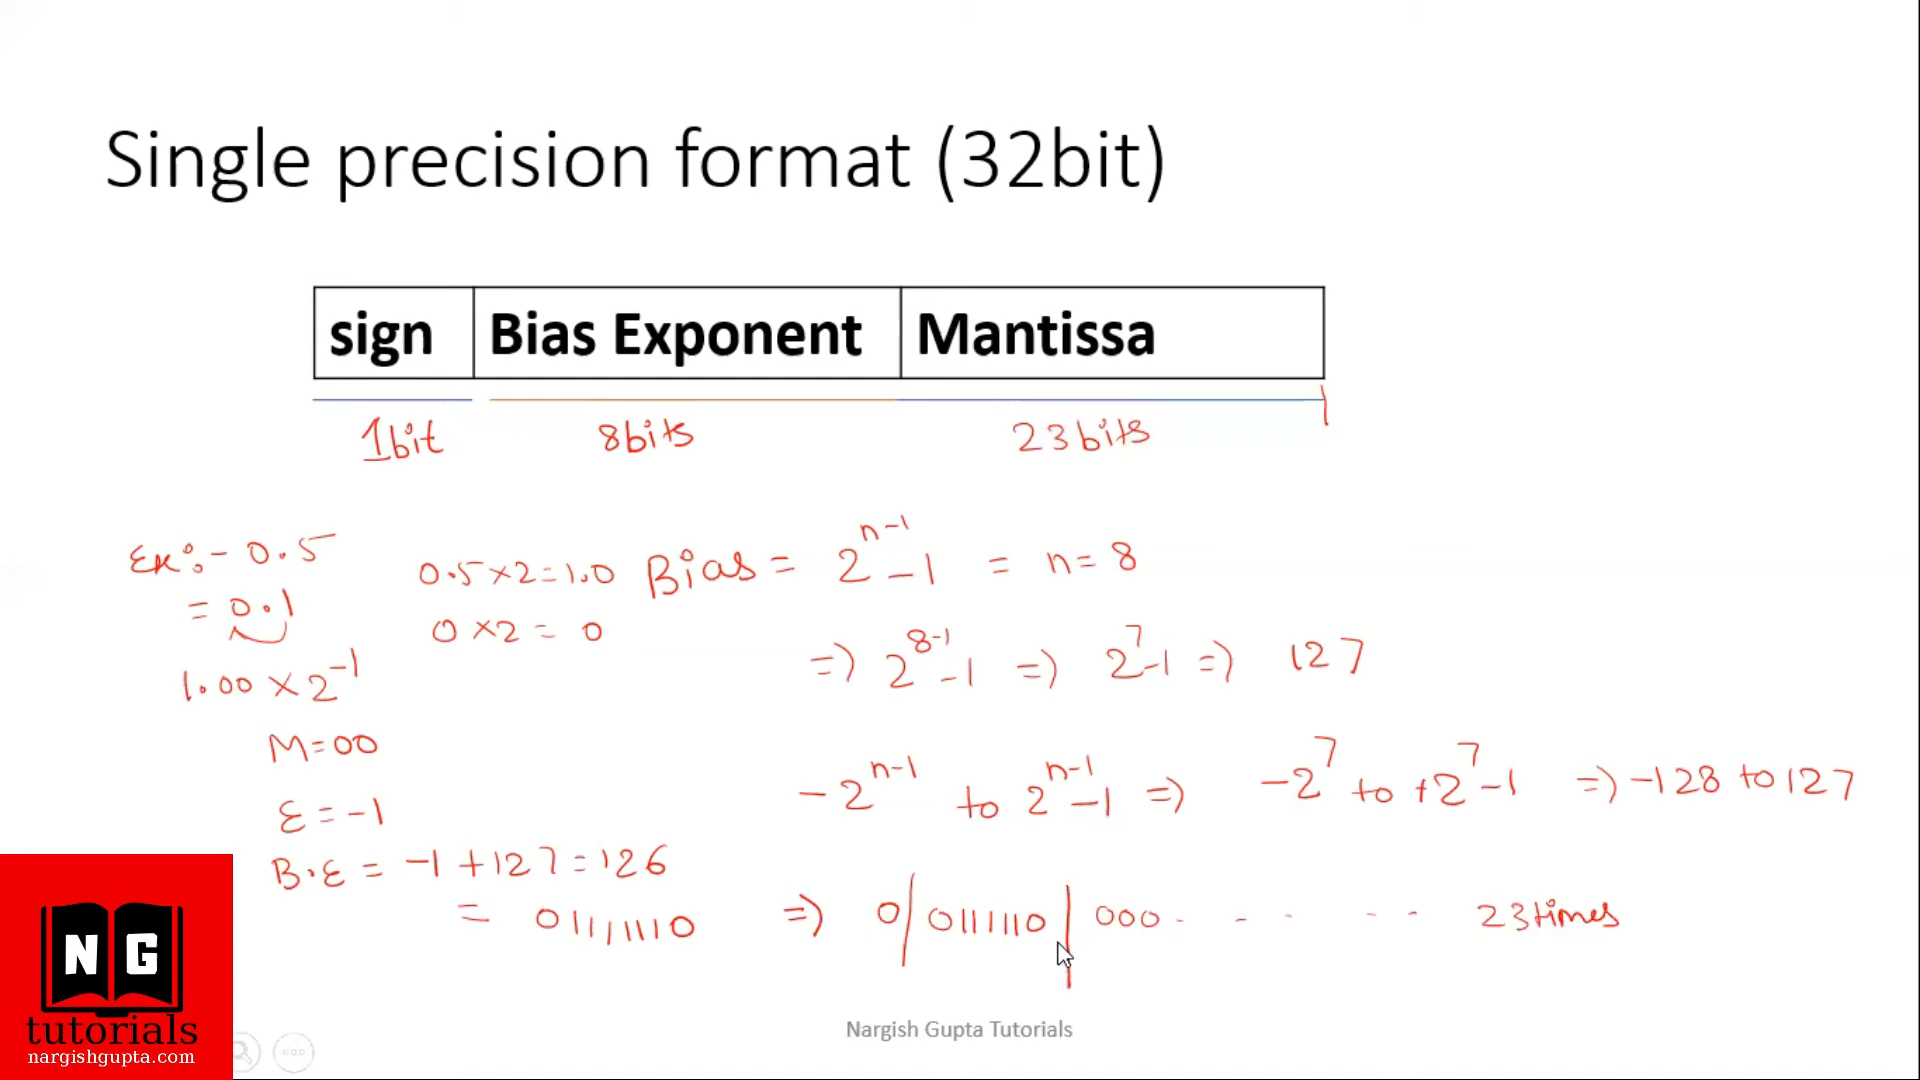 Single precision format (32bit)
sign Bias Exponent Mantissa
1bit 8bits 23bits
Ex:- 0.5
= 0.1
1.00 × 2^-1
M=00
E = -1
B.E = -1 + 127 = 126
= 01111110
0.5×2=1.0
0×2= 0
Bias = 2^n-1 -1 = n=8
=> 2^8-1 -1 => 2^7-1 => 127
-2^n-1 to 2^n-1 -1 => -2^7 to +2^7-1 => -128 to 127
=> 0 | 01111110 | 000- - - - - 23times
NG
tutorials
nargishgupta.com
Nargish Gupta Tutorials